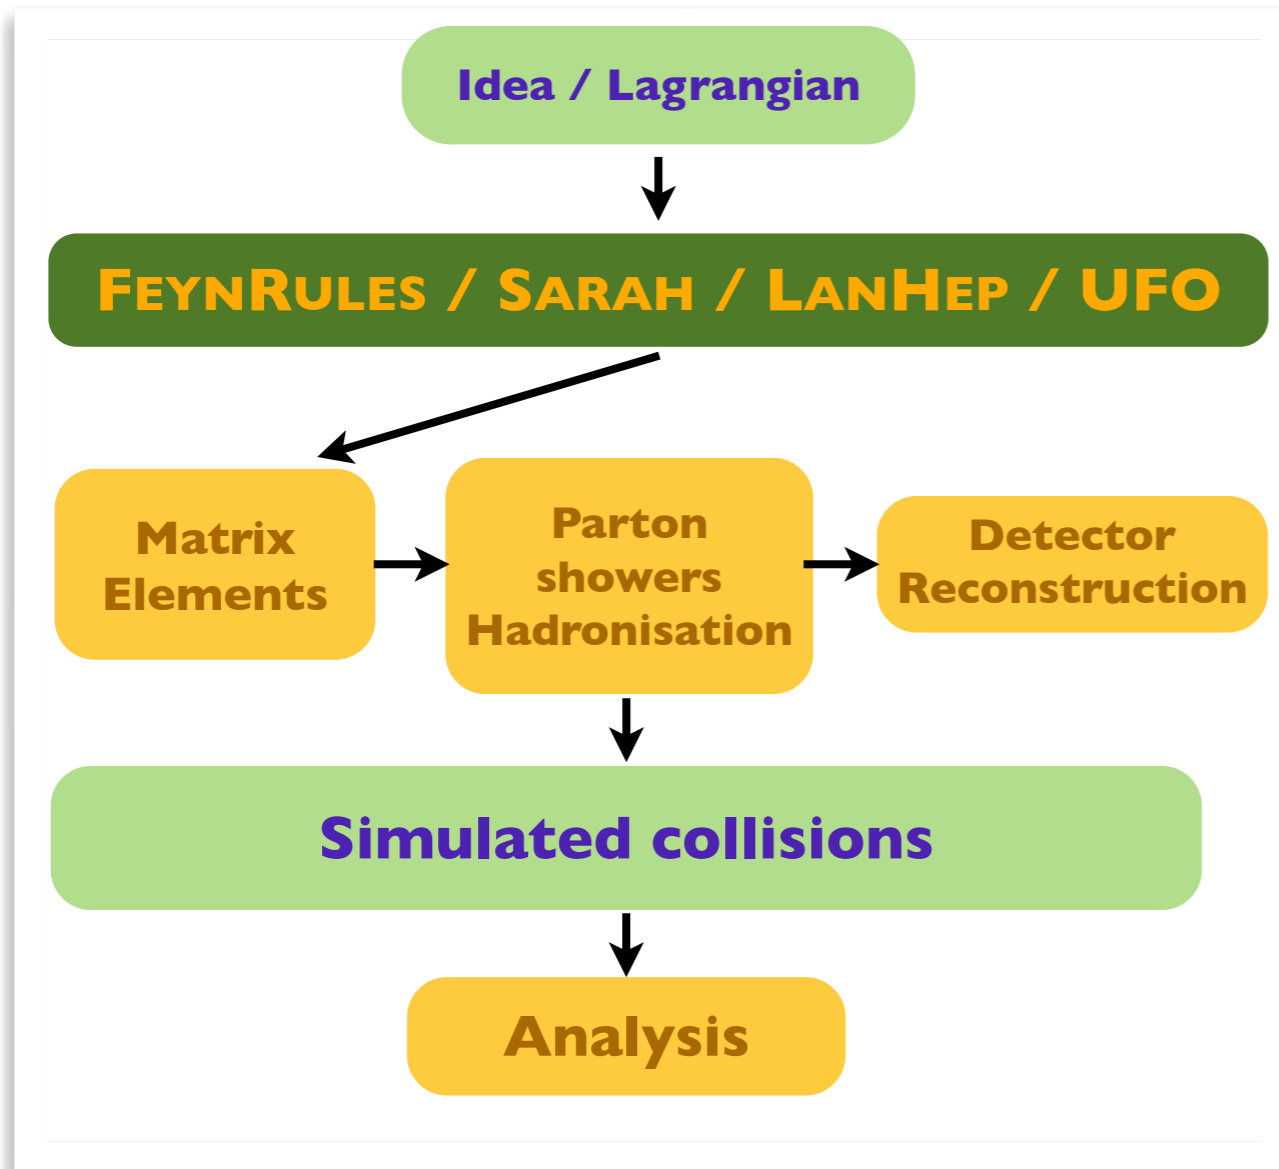 Idea / Lagrangian
FEYNRULES / SARAH / LANHEP / UFO
Matrix
Elements
Parton
showers
Hadronisation
Detector
Reconstruction
Simulated collisions
Analysis